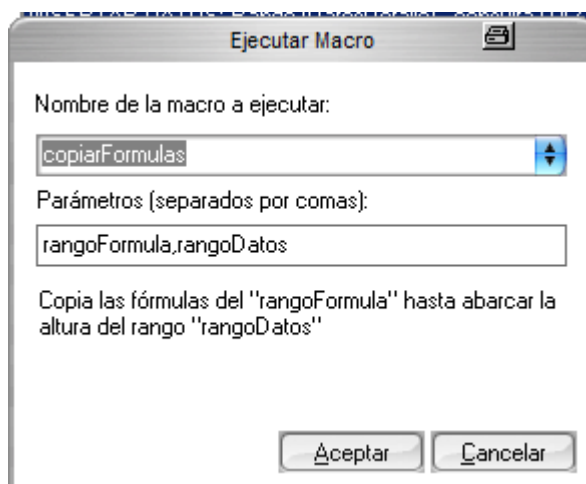 Ejecutar Macro
Nombre de la macro a ejecutar:
copiarFormulas
Parámetros (separados por comas):
rangoFormula,rangoDatos
Copia las fórmulas del "rangoFormula" hasta abarcar la
altura del rango "rangoDatos"
Aceptar Cancelar